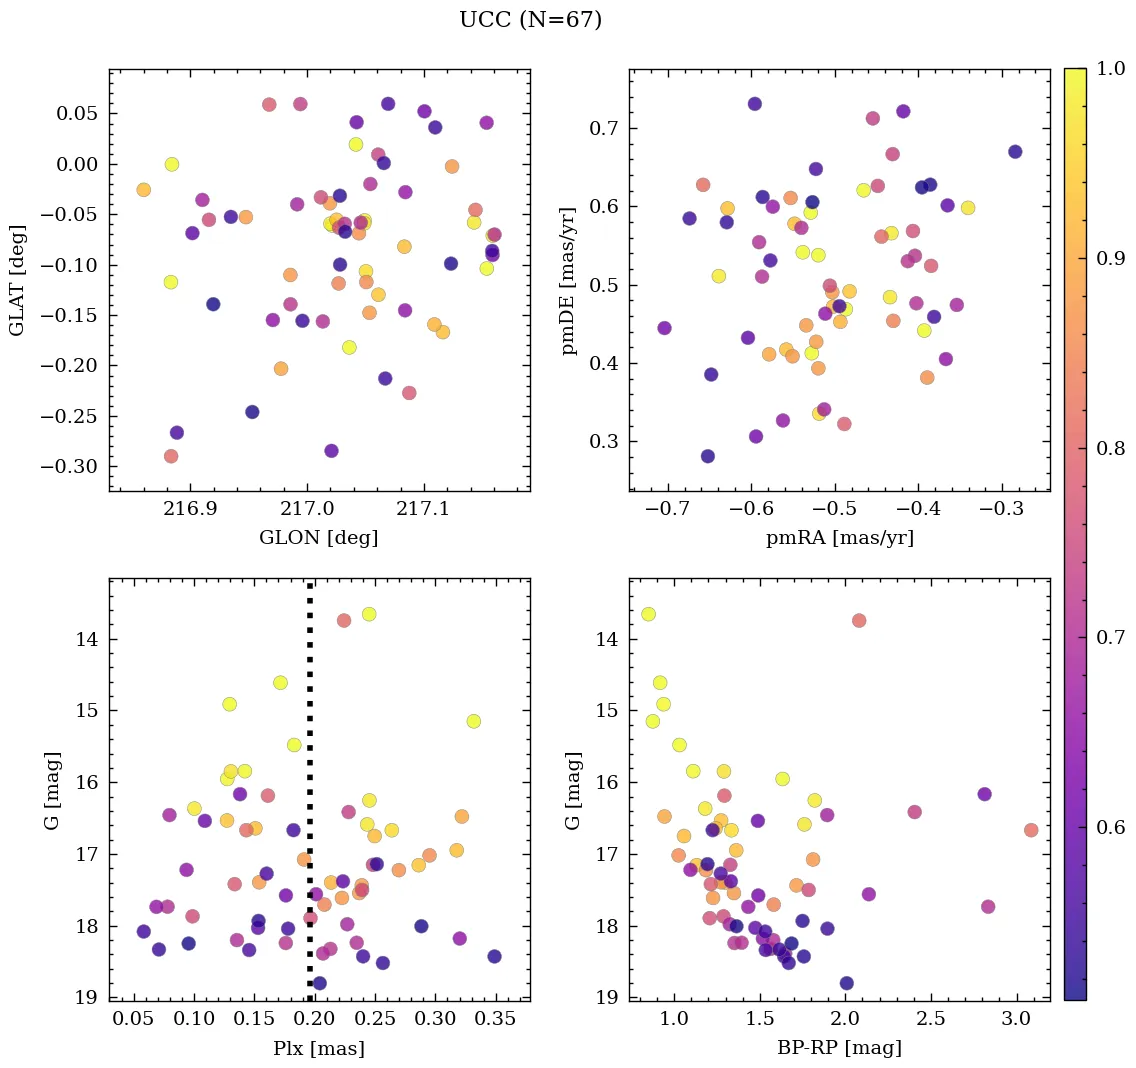 UCC (N=67)
0.05
0.00
−0.05
−0.10
−0.15
−0.20
−0.25
−0.30
GLAT [deg]
216.9 217.0 217.1
GLON [deg]
0.7
0.6
0.5
0.4
0.3
pmDE [mas/yr]
−0.7 −0.6 −0.5 −0.4 −0.3
pmRA [mas/yr]
14
15
16
17
18
19
G [mag]
0.05 0.10 0.15 0.20 0.25 0.30 0.35
Plx [mas]
14
15
16
17
18
19
G [mag]
1.0 1.5 2.0 2.5 3.0
BP-RP [mag]
1.0
0.9
0.8
0.7
0.6